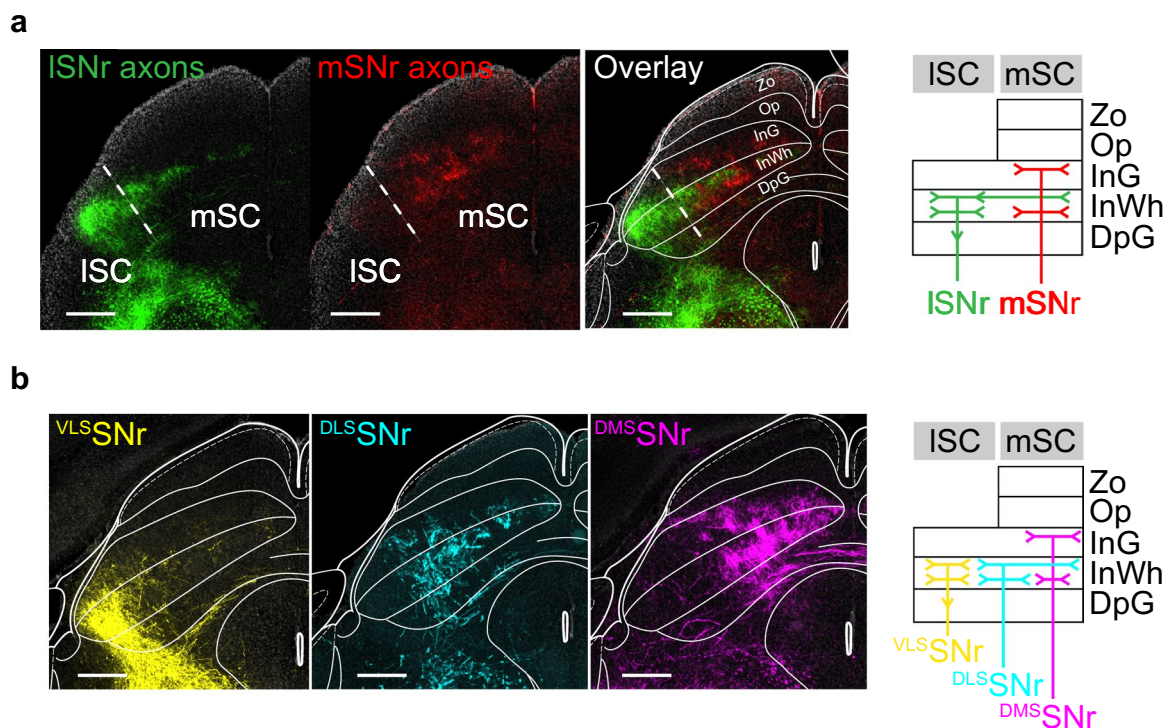 a
lSNr axons
mSNr axons
Overlay
mSC
lSC
mSC
lSC
Zo
Op
InG
InWh
DpG
lSC
mSC
Zo
Op
InG
InWh
DpG
lSNr
mSNr
b
VLSSNr
DLSSNr
DMSSNr
lSC
mSC
Zo
Op
InG
InWh
DpG
VLSSNr
DLSSNr
DMSSNr